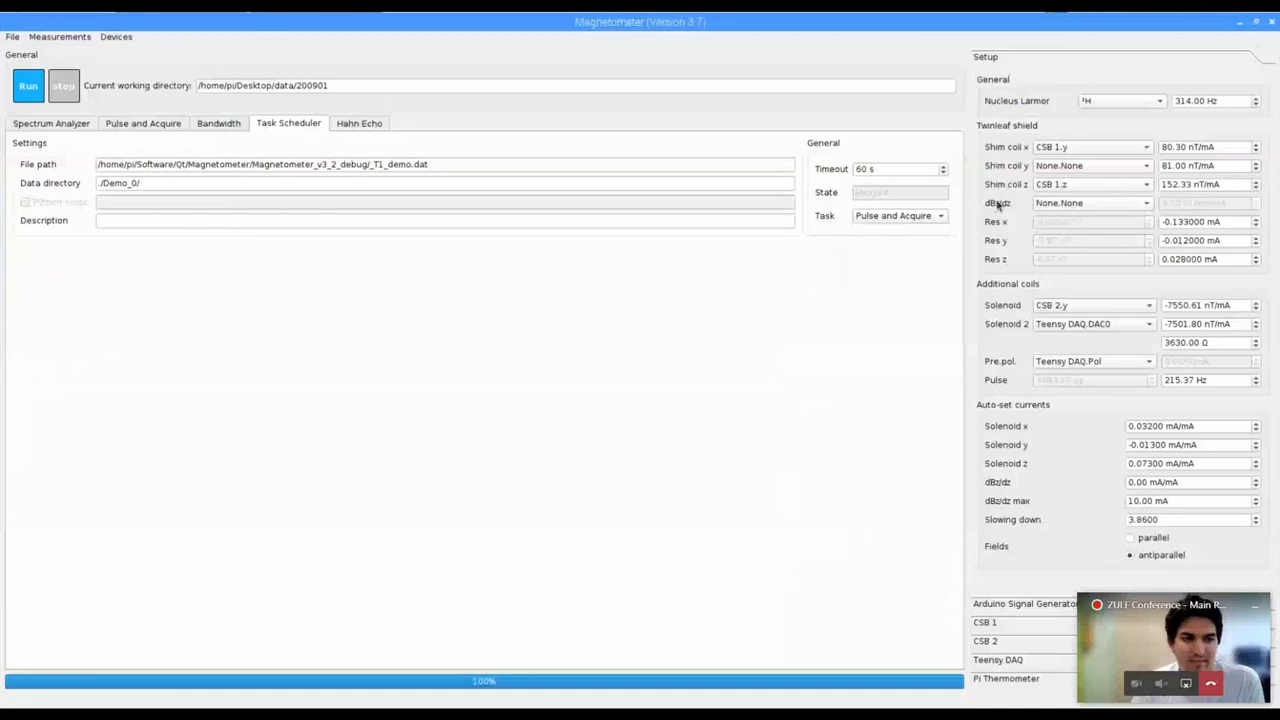 Magnetometer (Version 3.7)
File Measurements Devices
General
Run Stop Current working directory: /home/pi/Desktop/data/200901
Spectrum Analyzer Pulse and Acquire Bandwidth Task Scheduler Hahn Echo
Settings
File path /home/pi/Software/Qt/Magnetometer/Magnetometer_v3_2_debug/_T1_demo.dat
Data directory ./Demo_0/
Python script
Description
General
Timeout 60 s
State
Task Pulse and Acquire
100%
Setup
General
Nucleus Larmor ¹H 314.00 Hz
Twinleaf shield
Shim coil x CSB 1.y 80.30 nT/mA
Shim coil y None.None 81.00 nT/mA
Shim coil z CSB 1.z 152.33 nT/mA
dBz/dz None.None
Res x -0.133000 mA
Res y -0.012000 mA
Res z 0.028000 mA
Additional coils
Solenoid CSB 2.y -7550.61 nT/mA
Solenoid 2 Teensy DAQ.DAC0 -7501.80 nT/mA
3630.00 Ω
Pre.pol. Teensy DAQ.Pol
Pulse 215.37 Hz
Auto-set currents
Solenoid x 0.03200 mA/mA
Solenoid y -0.01300 mA/mA
Solenoid z 0.07300 mA/mA
dBz/dz 0.00 mA/mA
dBz/dz max 10.00 mA
Slowing down 3.8600
Fields parallel
antiparallel
Arduino Signal Generato
CSB 1
CSB 2
Teensy DAQ
Pi Thermometer
ZULF Conference - Main R...